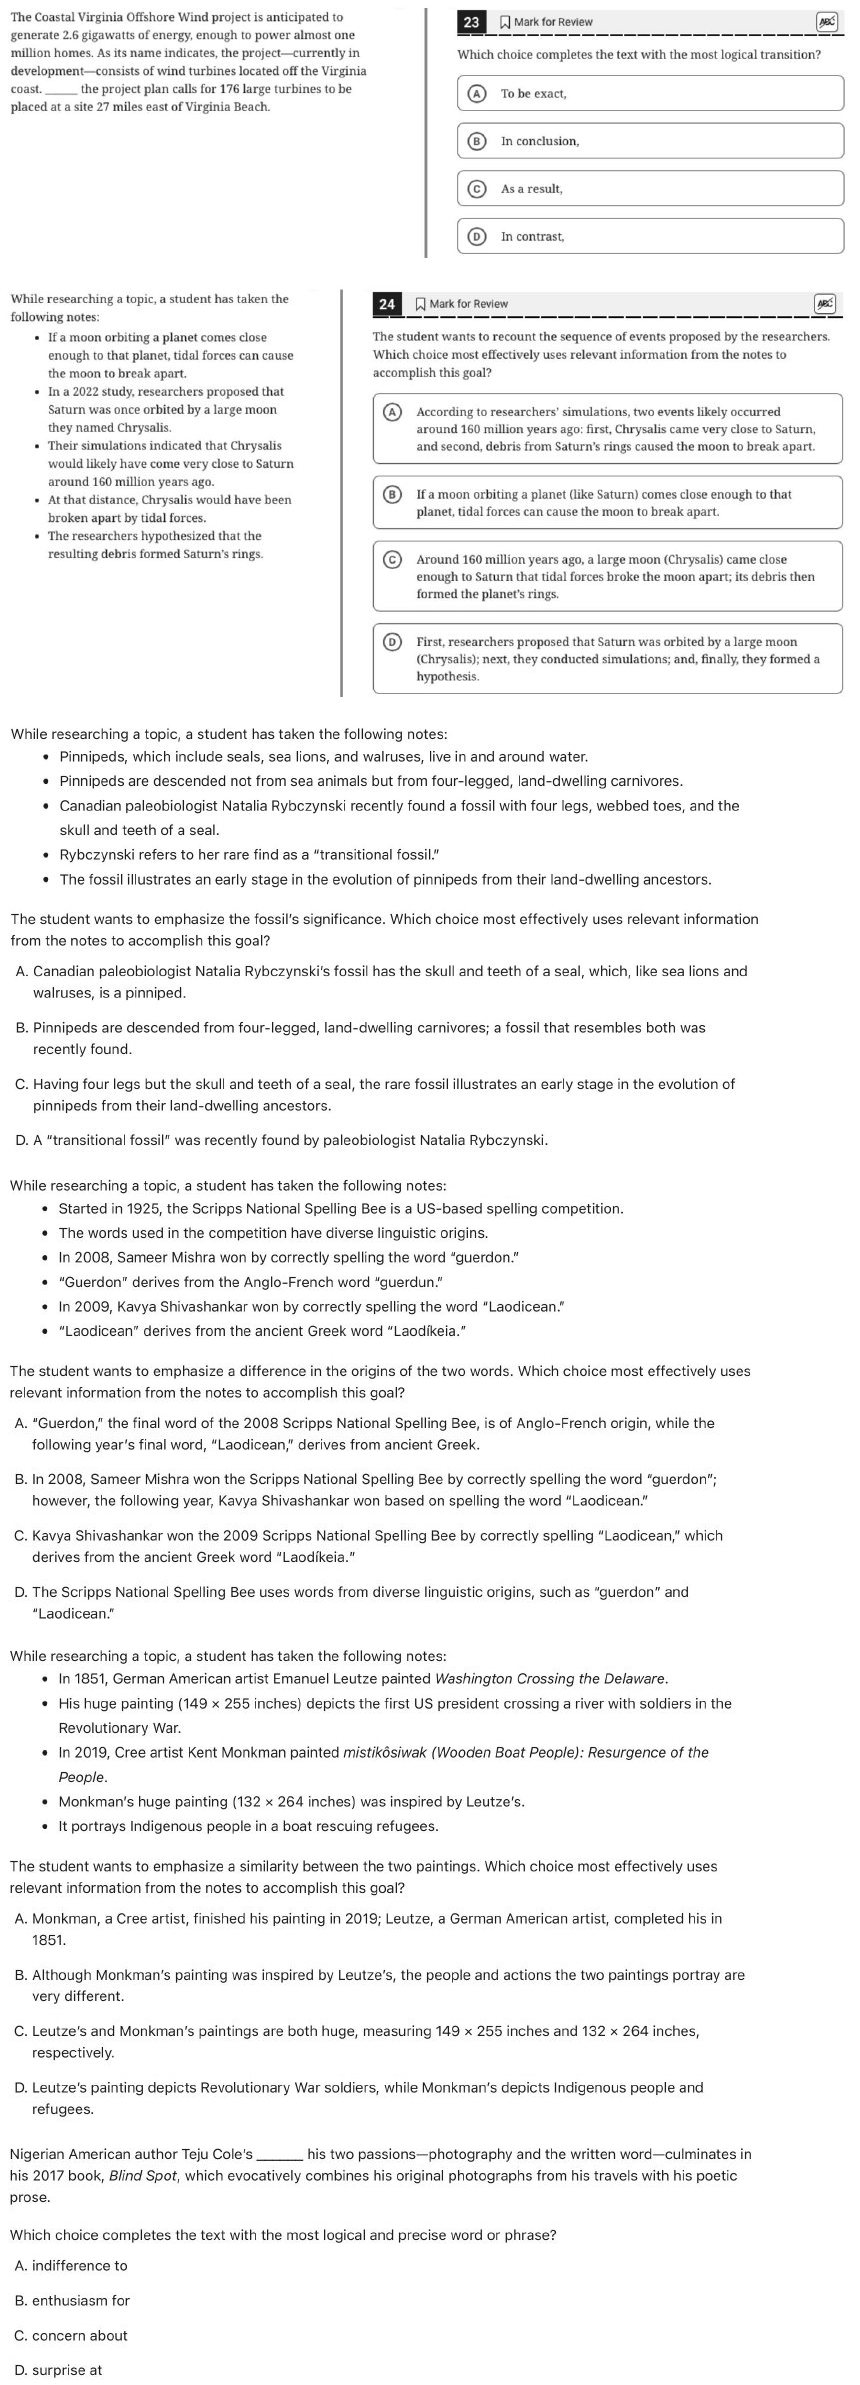 The Coastal Virginia Offshore Wind project is anticipated to
generate 2.6 gigawatts of energy, enough to power almost one
million homes. As its name indicates, the project—currently in
development—consists of wind turbines located off the Virginia
coast. ______ the project plan calls for 176 large turbines to be
placed at a site 27 miles east of Virginia Beach.
23 Mark for Review ABC
Which choice completes the text with the most logical transition?
A To be exact,
B In conclusion,
C As a result,
D In contrast,
While researching a topic, a student has taken the
following notes:
• If a moon orbiting a planet comes close
enough to that planet, tidal forces can cause
the moon to break apart.
• In a 2022 study, researchers proposed that
Saturn was once orbited by a large moon
they named Chrysalis.
• Their simulations indicated that Chrysalis
would likely have come very close to Saturn
around 160 million years ago.
• At that distance, Chrysalis would have been
broken apart by tidal forces.
• The researchers hypothesized that the
resulting debris formed Saturn's rings.
24 Mark for Review ABC
The student wants to recount the sequence of events proposed by the researchers.
Which choice most effectively uses relevant information from the notes to
accomplish this goal?
A According to researchers' simulations, two events likely occurred
around 160 million years ago: first, Chrysalis came very close to Saturn,
and second, debris from Saturn's rings caused the moon to break apart.
B If a moon orbiting a planet (like Saturn) comes close enough to that
planet, tidal forces can cause the moon to break apart.
C Around 160 million years ago, a large moon (Chrysalis) came close
enough to Saturn that tidal forces broke the moon apart; its debris then
formed the planet's rings.
D First, researchers proposed that Saturn was orbited by a large moon
(Chrysalis); next, they conducted simulations; and, finally, they formed a
hypothesis.
While researching a topic, a student has taken the following notes:
• Pinnipeds, which include seals, sea lions, and walruses, live in and around water.
• Pinnipeds are descended not from sea animals but from four-legged, land-dwelling carnivores.
• Canadian paleobiologist Natalia Rybczynski recently found a fossil with four legs, webbed toes, and the
skull and teeth of a seal.
• Rybczynski refers to her rare find as a “transitional fossil.”
• The fossil illustrates an early stage in the evolution of pinnipeds from their land-dwelling ancestors.
The student wants to emphasize the fossil's significance. Which choice most effectively uses relevant information
from the notes to accomplish this goal?
A. Canadian paleobiologist Natalia Rybczynski's fossil has the skull and teeth of a seal, which, like sea lions and
walruses, is a pinniped.
B. Pinnipeds are descended from four-legged, land-dwelling carnivores; a fossil that resembles both was
recently found.
C. Having four legs but the skull and teeth of a seal, the rare fossil illustrates an early stage in the evolution of
pinnipeds from their land-dwelling ancestors.
D. A “transitional fossil” was recently found by paleobiologist Natalia Rybczynski.
While researching a topic, a student has taken the following notes:
• Started in 1925, the Scripps National Spelling Bee is a US-based spelling competition.
• The words used in the competition have diverse linguistic origins.
• In 2008, Sameer Mishra won by correctly spelling the word “guerdon.”
• “Guerdon” derives from the Anglo-French word “guerdun.”
• In 2009, Kavya Shivashankar won by correctly spelling the word “Laodicean.”
• “Laodicean” derives from the ancient Greek word “Laodíkeia.”
The student wants to emphasize a difference in the origins of the two words. Which choice most effectively uses
relevant information from the notes to accomplish this goal?
A. “Guerdon,” the final word of the 2008 Scripps National Spelling Bee, is of Anglo-French origin, while the
following year's final word, “Laodicean,” derives from ancient Greek.
B. In 2008, Sameer Mishra won the Scripps National Spelling Bee by correctly spelling the word “guerdon”;
however, the following year, Kavya Shivashankar won based on spelling the word “Laodicean.”
C. Kavya Shivashankar won the 2009 Scripps National Spelling Bee by correctly spelling “Laodicean,” which
derives from the ancient Greek word “Laodíkeia.”
D. The Scripps National Spelling Bee uses words from diverse linguistic origins, such as “guerdon” and
“Laodicean.”
While researching a topic, a student has taken the following notes:
• In 1851, German American artist Emanuel Leutze painted Washington Crossing the Delaware.
• His huge painting (149 × 255 inches) depicts the first US president crossing a river with soldiers in the
Revolutionary War.
• In 2019, Cree artist Kent Monkman painted mistikôsiwak (Wooden Boat People): Resurgence of the
People.
• Monkman's huge painting (132 × 264 inches) was inspired by Leutze's.
• It portrays Indigenous people in a boat rescuing refugees.
The student wants to emphasize a similarity between the two paintings. Which choice most effectively uses
relevant information from the notes to accomplish this goal?
A. Monkman, a Cree artist, finished his painting in 2019; Leutze, a German American artist, completed his in
1851.
B. Although Monkman's painting was inspired by Leutze's, the people and actions the two paintings portray are
very different.
C. Leutze's and Monkman's paintings are both huge, measuring 149 × 255 inches and 132 × 264 inches,
respectively.
D. Leutze's painting depicts Revolutionary War soldiers, while Monkman's depicts Indigenous people and
refugees.
Nigerian American author Teju Cole's ______ his two passions—photography and the written word—culminates in
his 2017 book, Blind Spot, which evocatively combines his original photographs from his travels with his poetic
prose.
Which choice completes the text with the most logical and precise word or phrase?
A. indifference to
B. enthusiasm for
C. concern about
D. surprise at